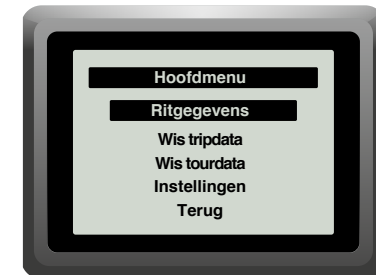 Hoofdmenu
Ritgegevens
Wis tripdata
Wis tourdata
Instellingen
Terug